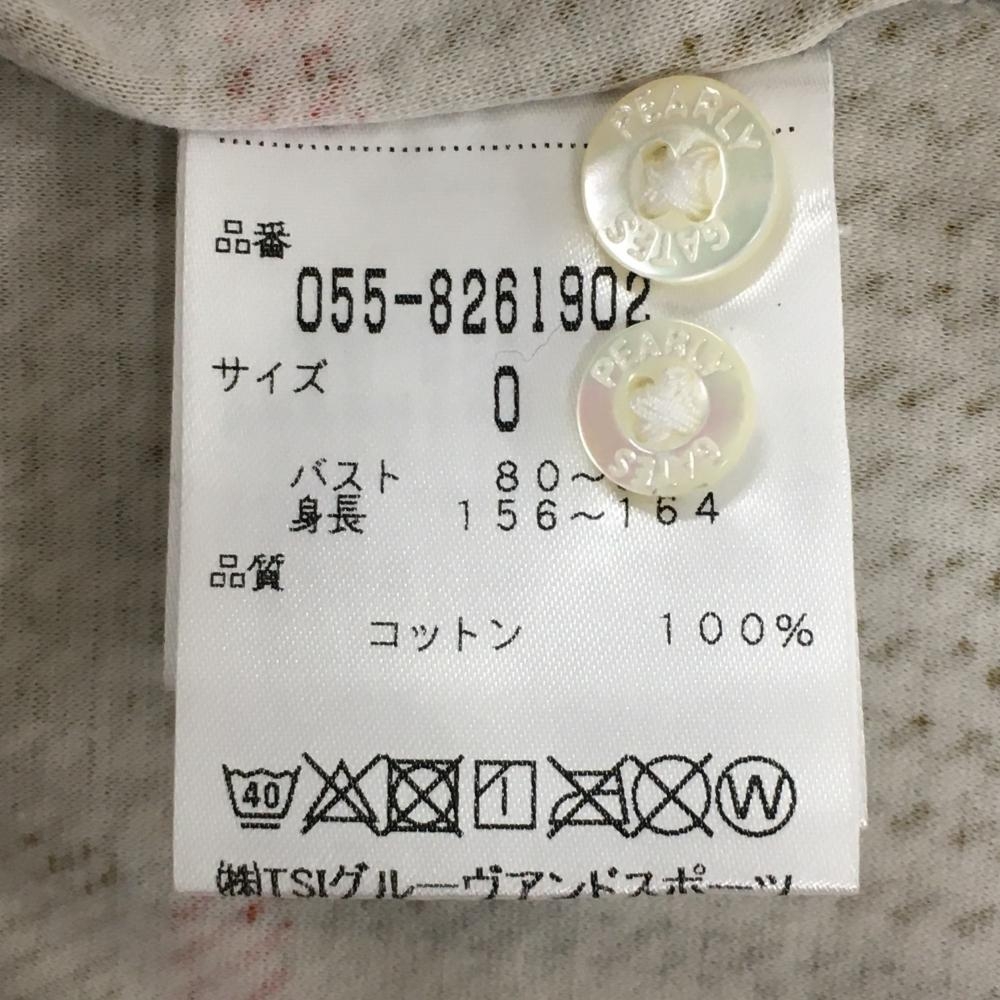 PEARLY GATES
品番
055-8261902
サイズ
0
PEARLY GATES
バスト 80～
身長 156～164
品質
コットン 100%
40
W
㈱TSIグルーヴアンドスポーツ